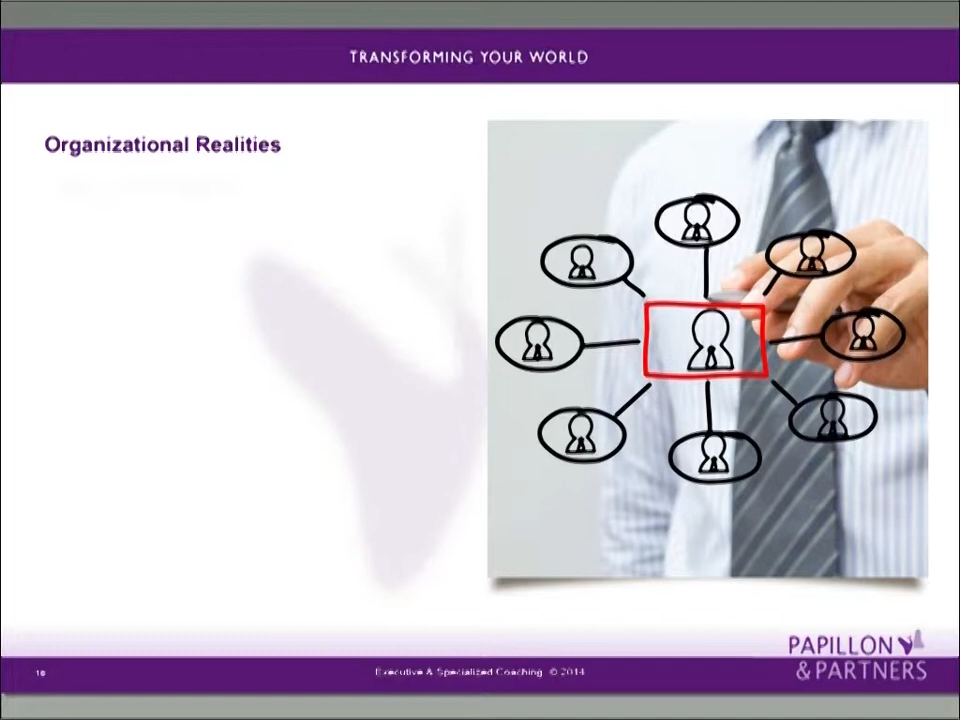 TRANSFORMING YOUR WORLD
Organizational Realities
PAPILLON
& PARTNERS
Executive & Specialized Coaching © 2014